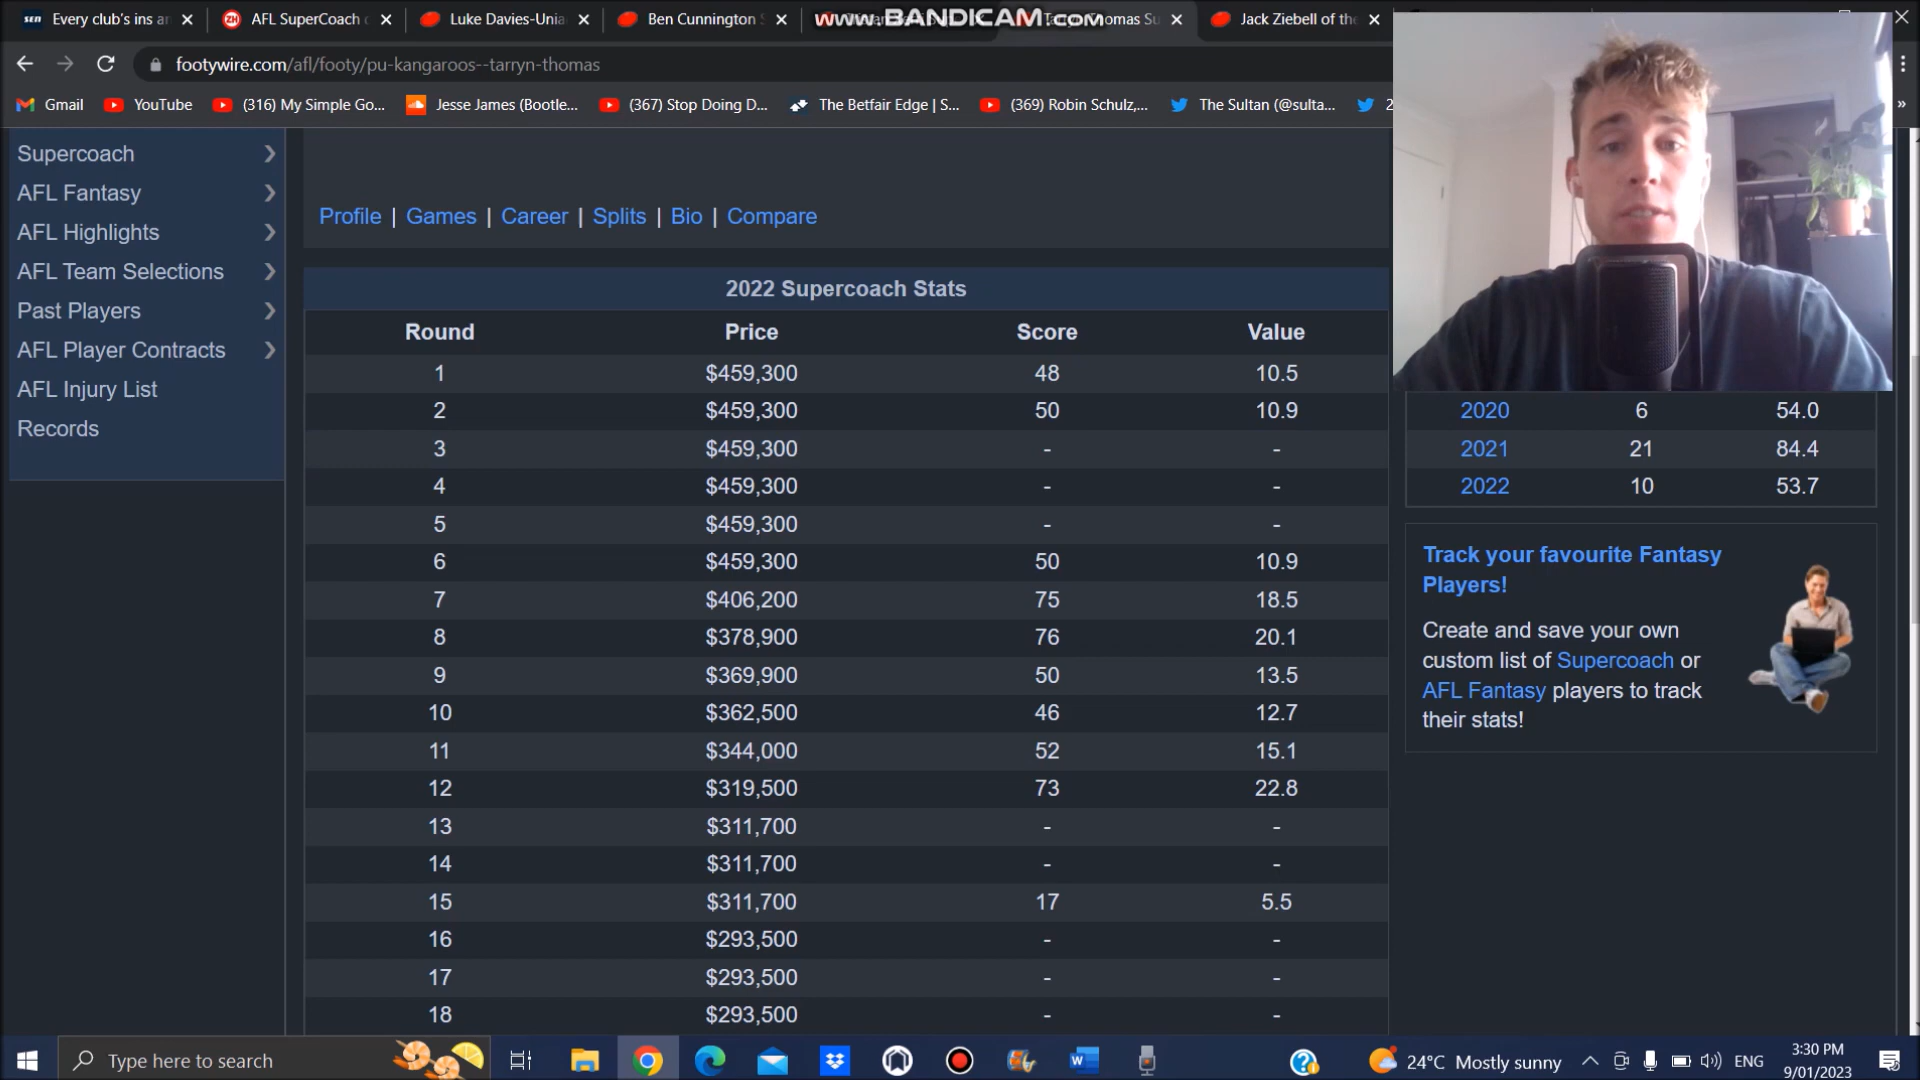 SEN Every club's ins an
ZH AFL SuperCoach
Luke Davies-Unia
Ben Cunnington S
www.BANDICAM.com
Thomas Su
Jack Ziebell of the
footywire.com/afl/footy/pu-kangaroos--tarryn-thomas
Gmail YouTube (316) My Simple Go... Jesse James (Bootle... (367) Stop Doing D... The Betfair Edge | S... (369) Robin Schulz,... The Sultan (@sulta... 2 »
Supercoach
AFL Fantasy
AFL Highlights
AFL Team Selections
Past Players
AFL Player Contracts
AFL Injury List
Records
Profile | Games | Career | Splits | Bio | Compare
2022 Supercoach Stats
Round Price Score Value
1 $459,300 48 10.5
2 $459,300 50 10.9
3 $459,300 - -
4 $459,300 - -
5 $459,300 - -
6 $459,300 50 10.9
7 $406,200 75 18.5
8 $378,900 76 20.1
9 $369,900 50 13.5
10 $362,500 46 12.7
11 $344,000 52 15.1
12 $319,500 73 22.8
13 $311,700 - -
14 $311,700 - -
15 $311,700 17 5.5
16 $293,500 - -
17 $293,500 - -
18 $293,500 - -
2020 6 54.0
2021 21 84.4
2022 10 53.7
Track your favourite Fantasy
Players!
Create and save your own
custom list of Supercoach or
AFL Fantasy players to track
their stats!
Type here to search
24°C Mostly sunny
ENG
3:30 PM
9/01/2023